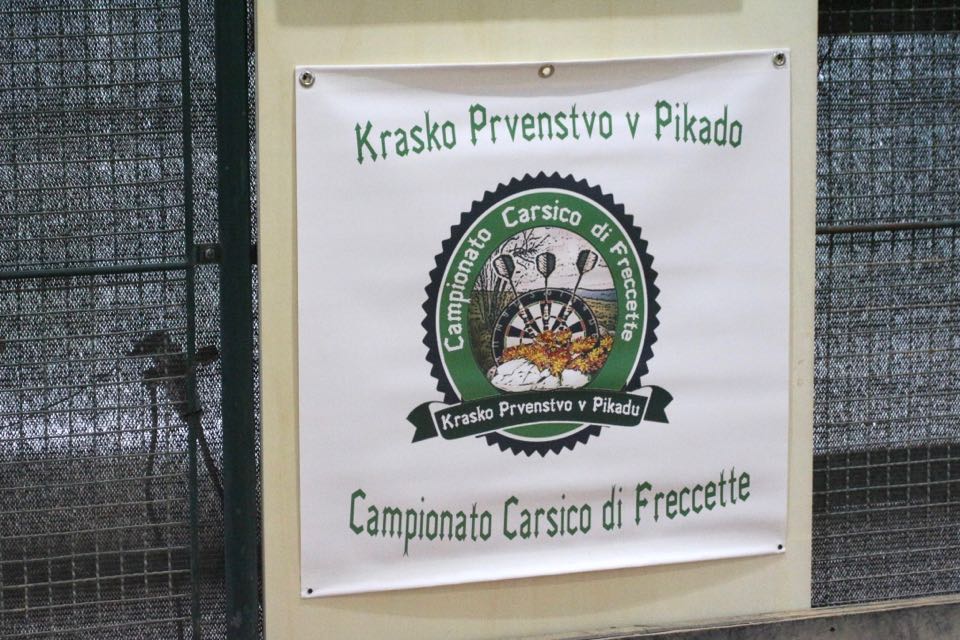 Krasko Prvenstvo v Pikado
Campionato Carsico di Freccette
Krasko Prvenstvo v Pikadu
Campionato Carsico di Freccette